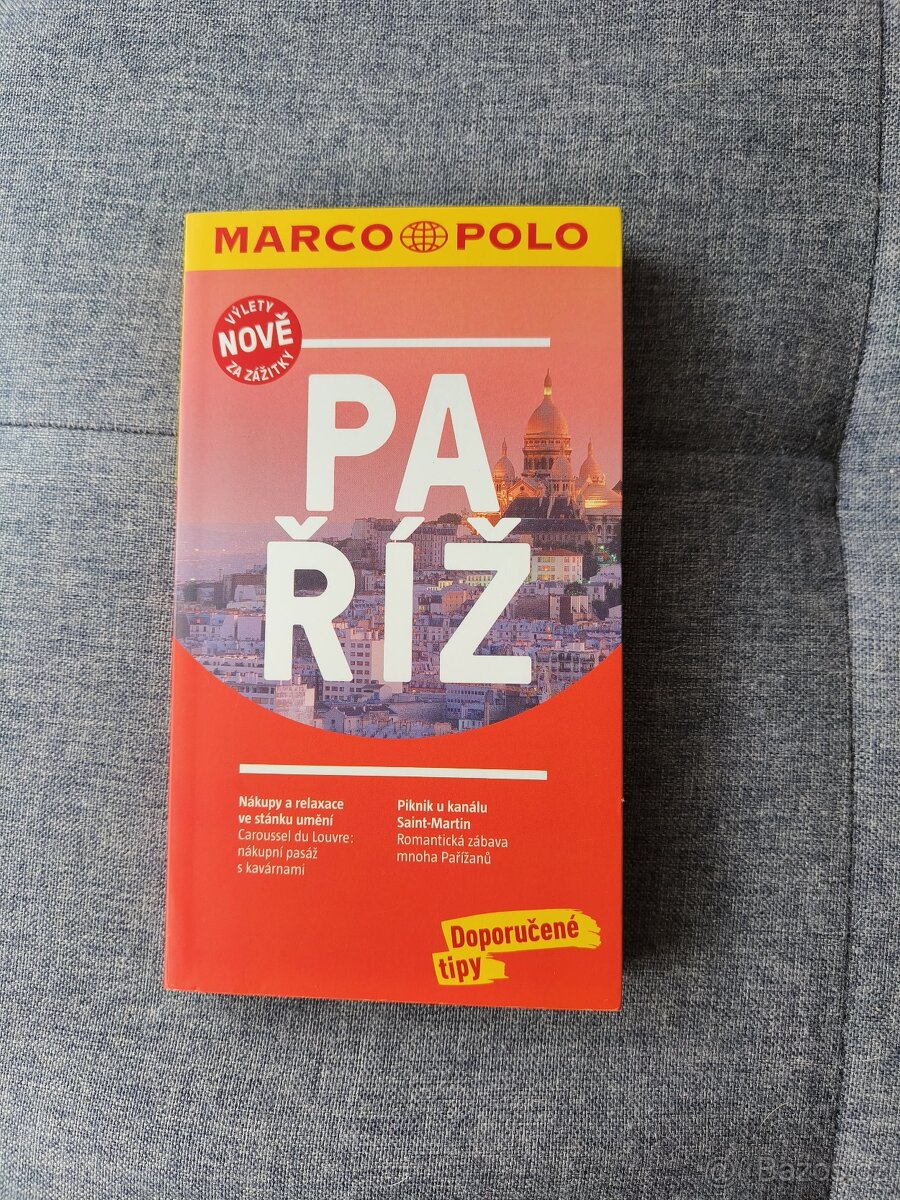 MARCO POLO
VÝLETY
NOVĚ
ZA ZÁŽITKY
PA
ŘÍŽ
Nákupy a relaxace
ve stánku umění
Caroussel du Louvre:
nákupní pasáž
s kavárnami
Piknik u kanálu
Saint-Martin
Romantická zábava
mnoha Pařížanů
Doporučené
tipy